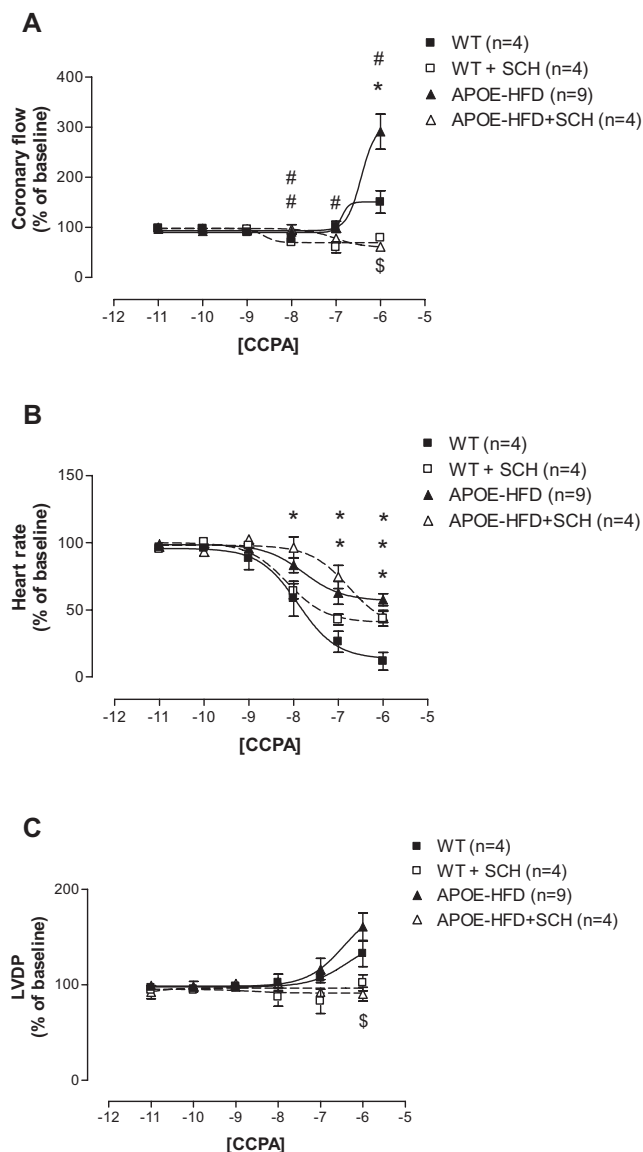 A
WT (n=4)
WT + SCH (n=4)
APOE-HFD (n=9)
APOE-HFD+SCH (n=4)
Coronary flow
(% of baseline)
400
300
200
100
0
#
*
#
#
#
$
-12 -11 -10 -9 -8 -7 -6 -5
[CCPA]
B
WT (n=4)
WT + SCH (n=4)
APOE-HFD (n=9)
APOE-HFD+SCH (n=4)
Heart rate
(% of baseline)
150
100
50
0
* * *
* *
*
-12 -11 -10 -9 -8 -7 -6 -5
[CCPA]
C
WT (n=4)
WT + SCH (n=4)
APOE-HFD (n=9)
APOE-HFD+SCH (n=4)
LVDP
(% of baseline)
200
100
0
$
-12 -11 -10 -9 -8 -7 -6 -5
[CCPA]